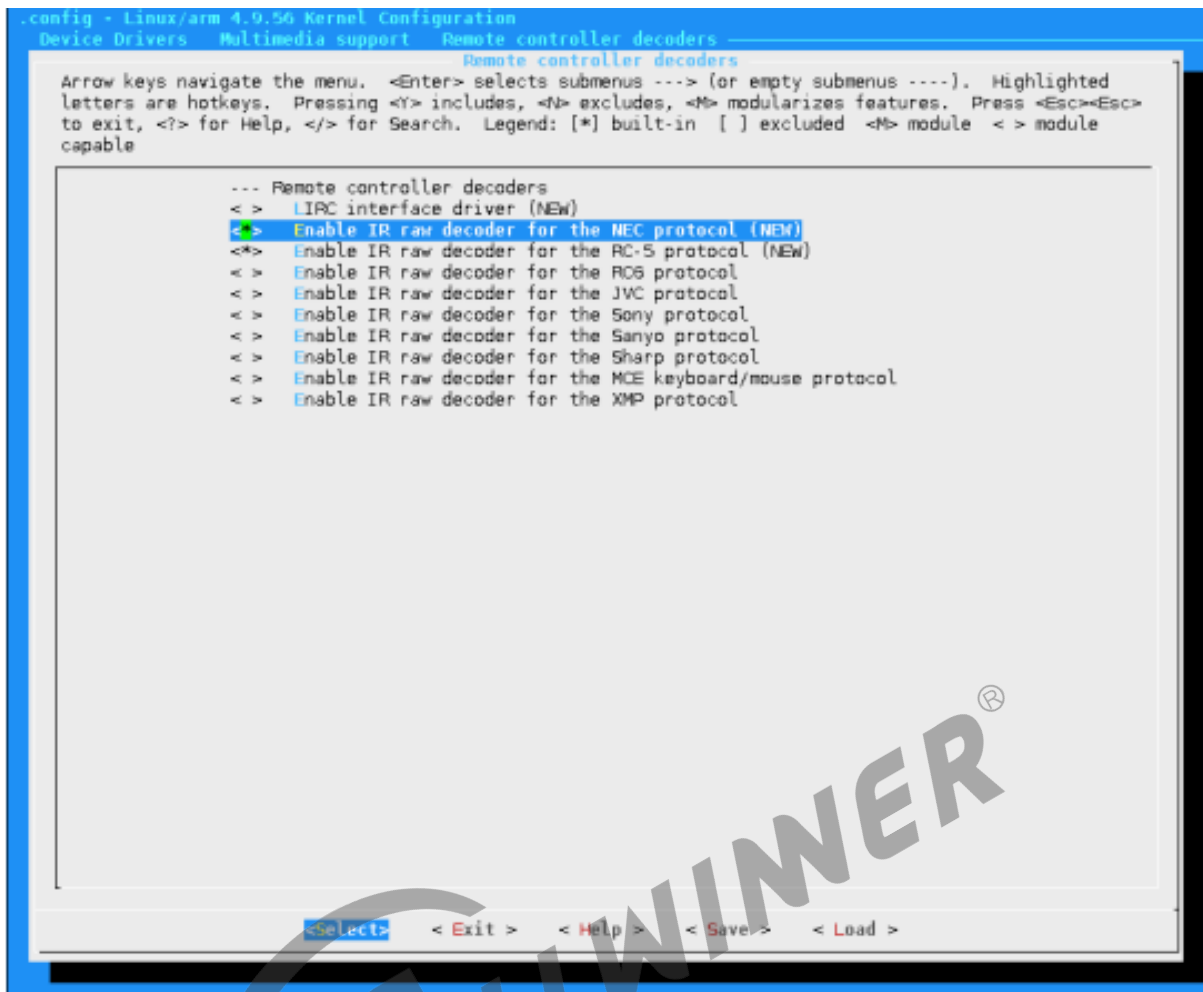 .config - Linux/arm 4.9.56 Kernel Configuration
Device Drivers Multimedia support Remote controller decoders
Remote controller decoders
Arrow keys navigate the menu. <Enter> selects submenus ---> (or empty submenus ----). Highlighted
letters are hotkeys. Pressing <Y> includes, <N> excludes, <M> modularizes features. Press <Esc><Esc>
to exit, <?> for Help, </> for Search. Legend: [*] built-in [ ] excluded <M> module < > module
capable
--- Remote controller decoders
< > LIRC interface driver (NEW)
<*> Enable IR raw decoder for the NEC protocol (NEW)
<*> Enable IR raw decoder for the RC-5 protocol (NEW)
< > Enable IR raw decoder for the RC6 protocol
< > Enable IR raw decoder for the JVC protocol
< > Enable IR raw decoder for the Sony protocol
< > Enable IR raw decoder for the Sanyo protocol
< > Enable IR raw decoder for the Sharp protocol
< > Enable IR raw decoder for the MCE keyboard/mouse protocol
< > Enable IR raw decoder for the XMP protocol
<Select> < Exit > < Help > < Save > < Load >
WINNER®